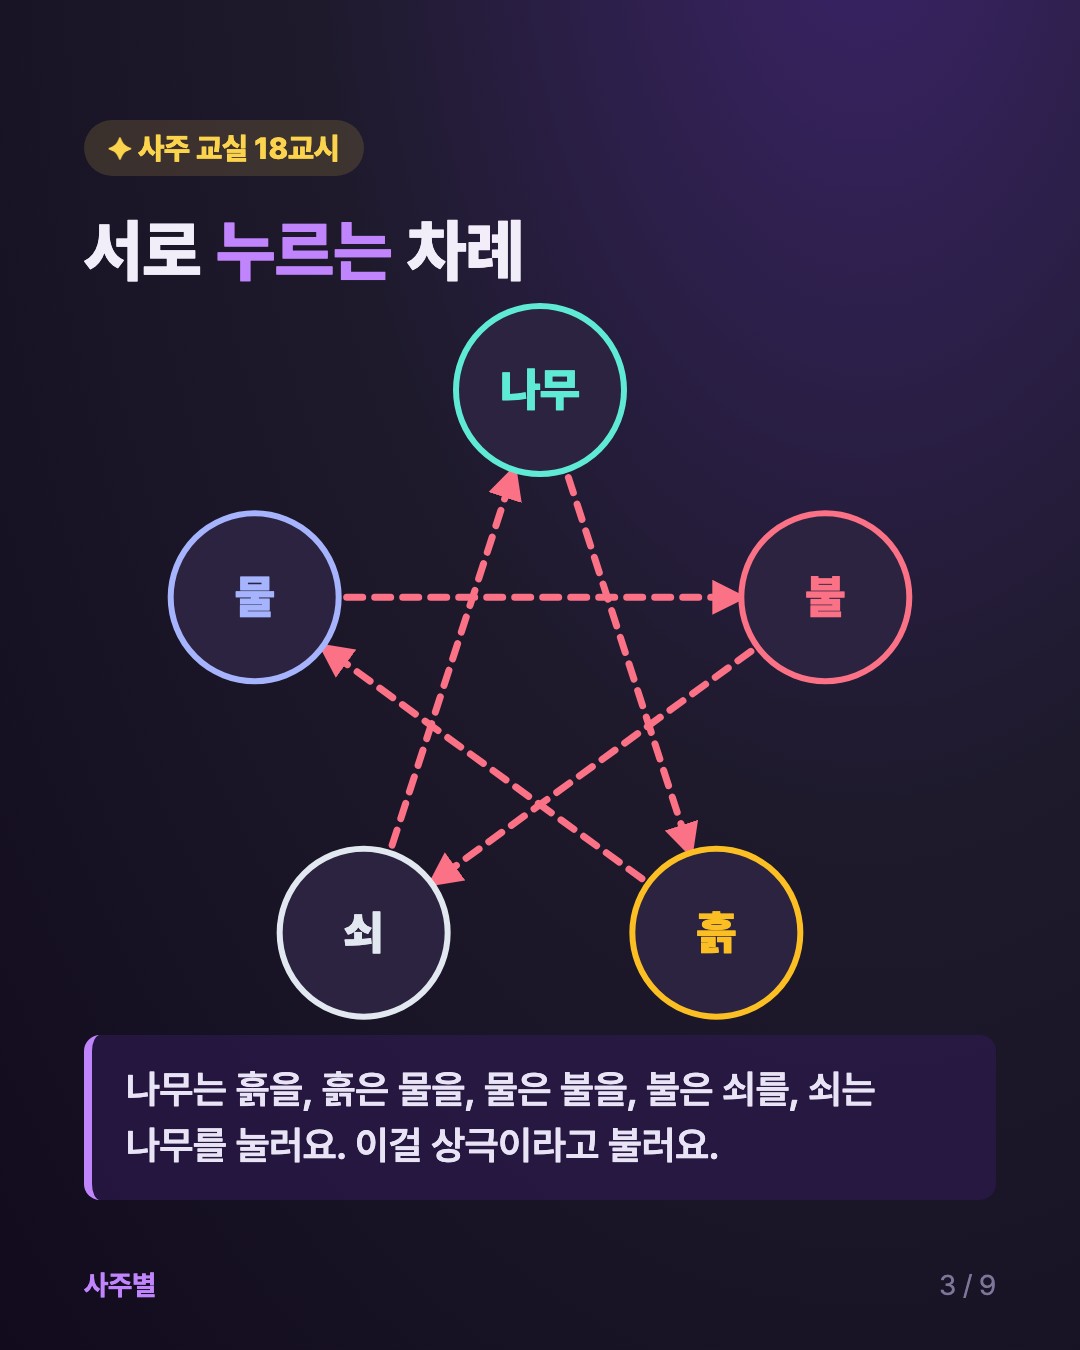 ✦ 사주 교실 18교시
서로 누르는 차례
나무
물
불
쇠
흙
나무는 흙을, 흙은 물을, 물은 불을, 불은 쇠를, 쇠는
나무를 눌러요. 이걸 상극이라고 불러요.
사주별
3 / 9